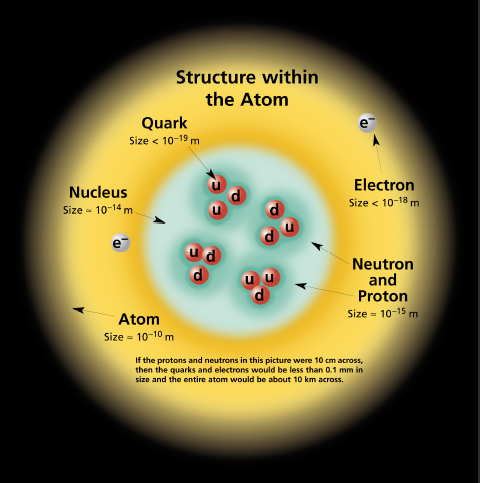 Structure within
the Atom
Quark
Size < 10⁻¹⁹ m
e⁻
Nucleus
Size ≃ 10⁻¹⁴ m
Electron
Size < 10⁻¹⁸ m
u
d
u
d
u
d
e⁻
u
d
d
u
u
d
Neutron
and
Proton
Size ≃ 10⁻¹⁵ m
Atom
Size ≃ 10⁻¹⁰ m
If the protons and neutrons in this picture were 10 cm across,
then the quarks and electrons would be less than 0.1 mm in
size and the entire atom would be about 10 km across.